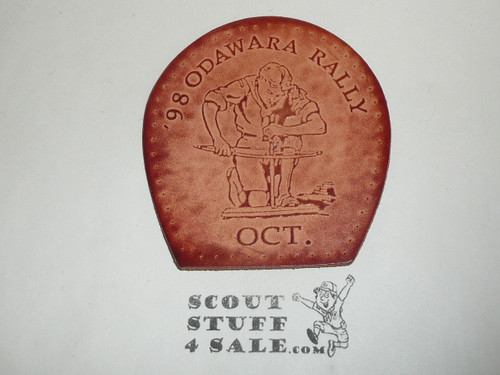 '98 ODAWARA RALLY
OCT.
SCOUT
STUFF
4 SALE.com